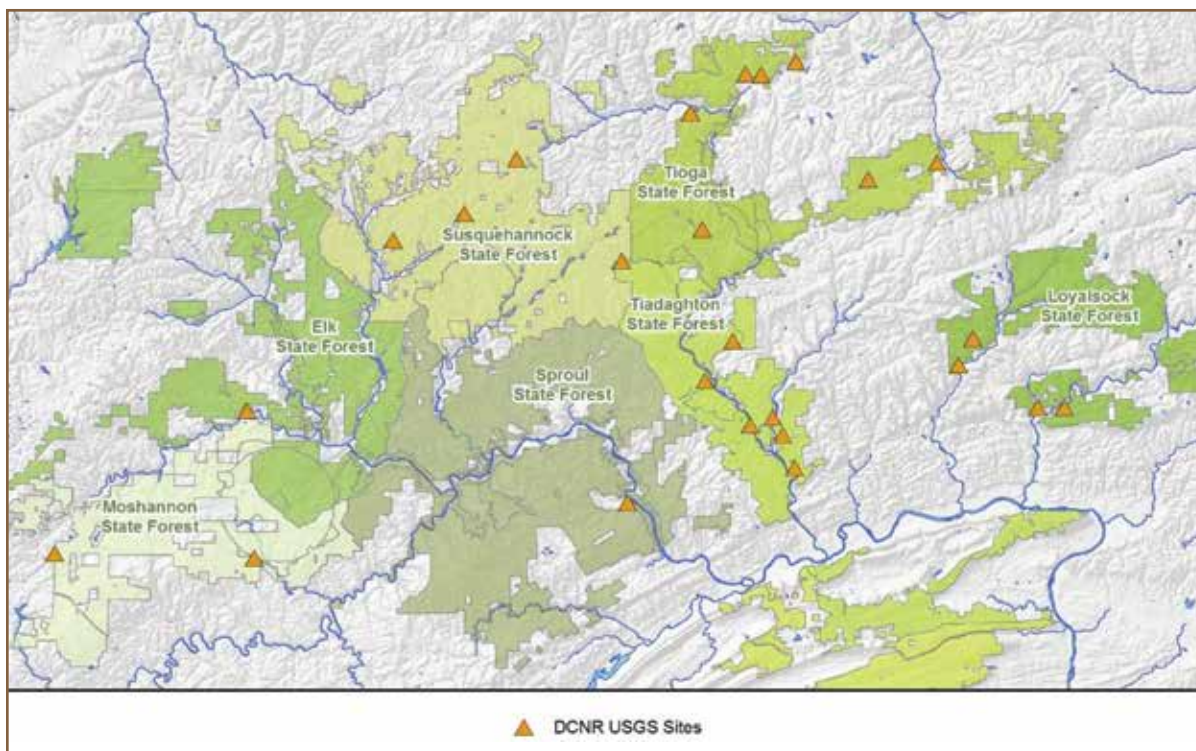 Tioga
State Forest
Susquehannock
State Forest
Tiadaghton
State Forest
Loyalsock
State Forest
Elk
State Forest
Sproul
State Forest
Moshannon
State Forest
DCNR USGS Sites